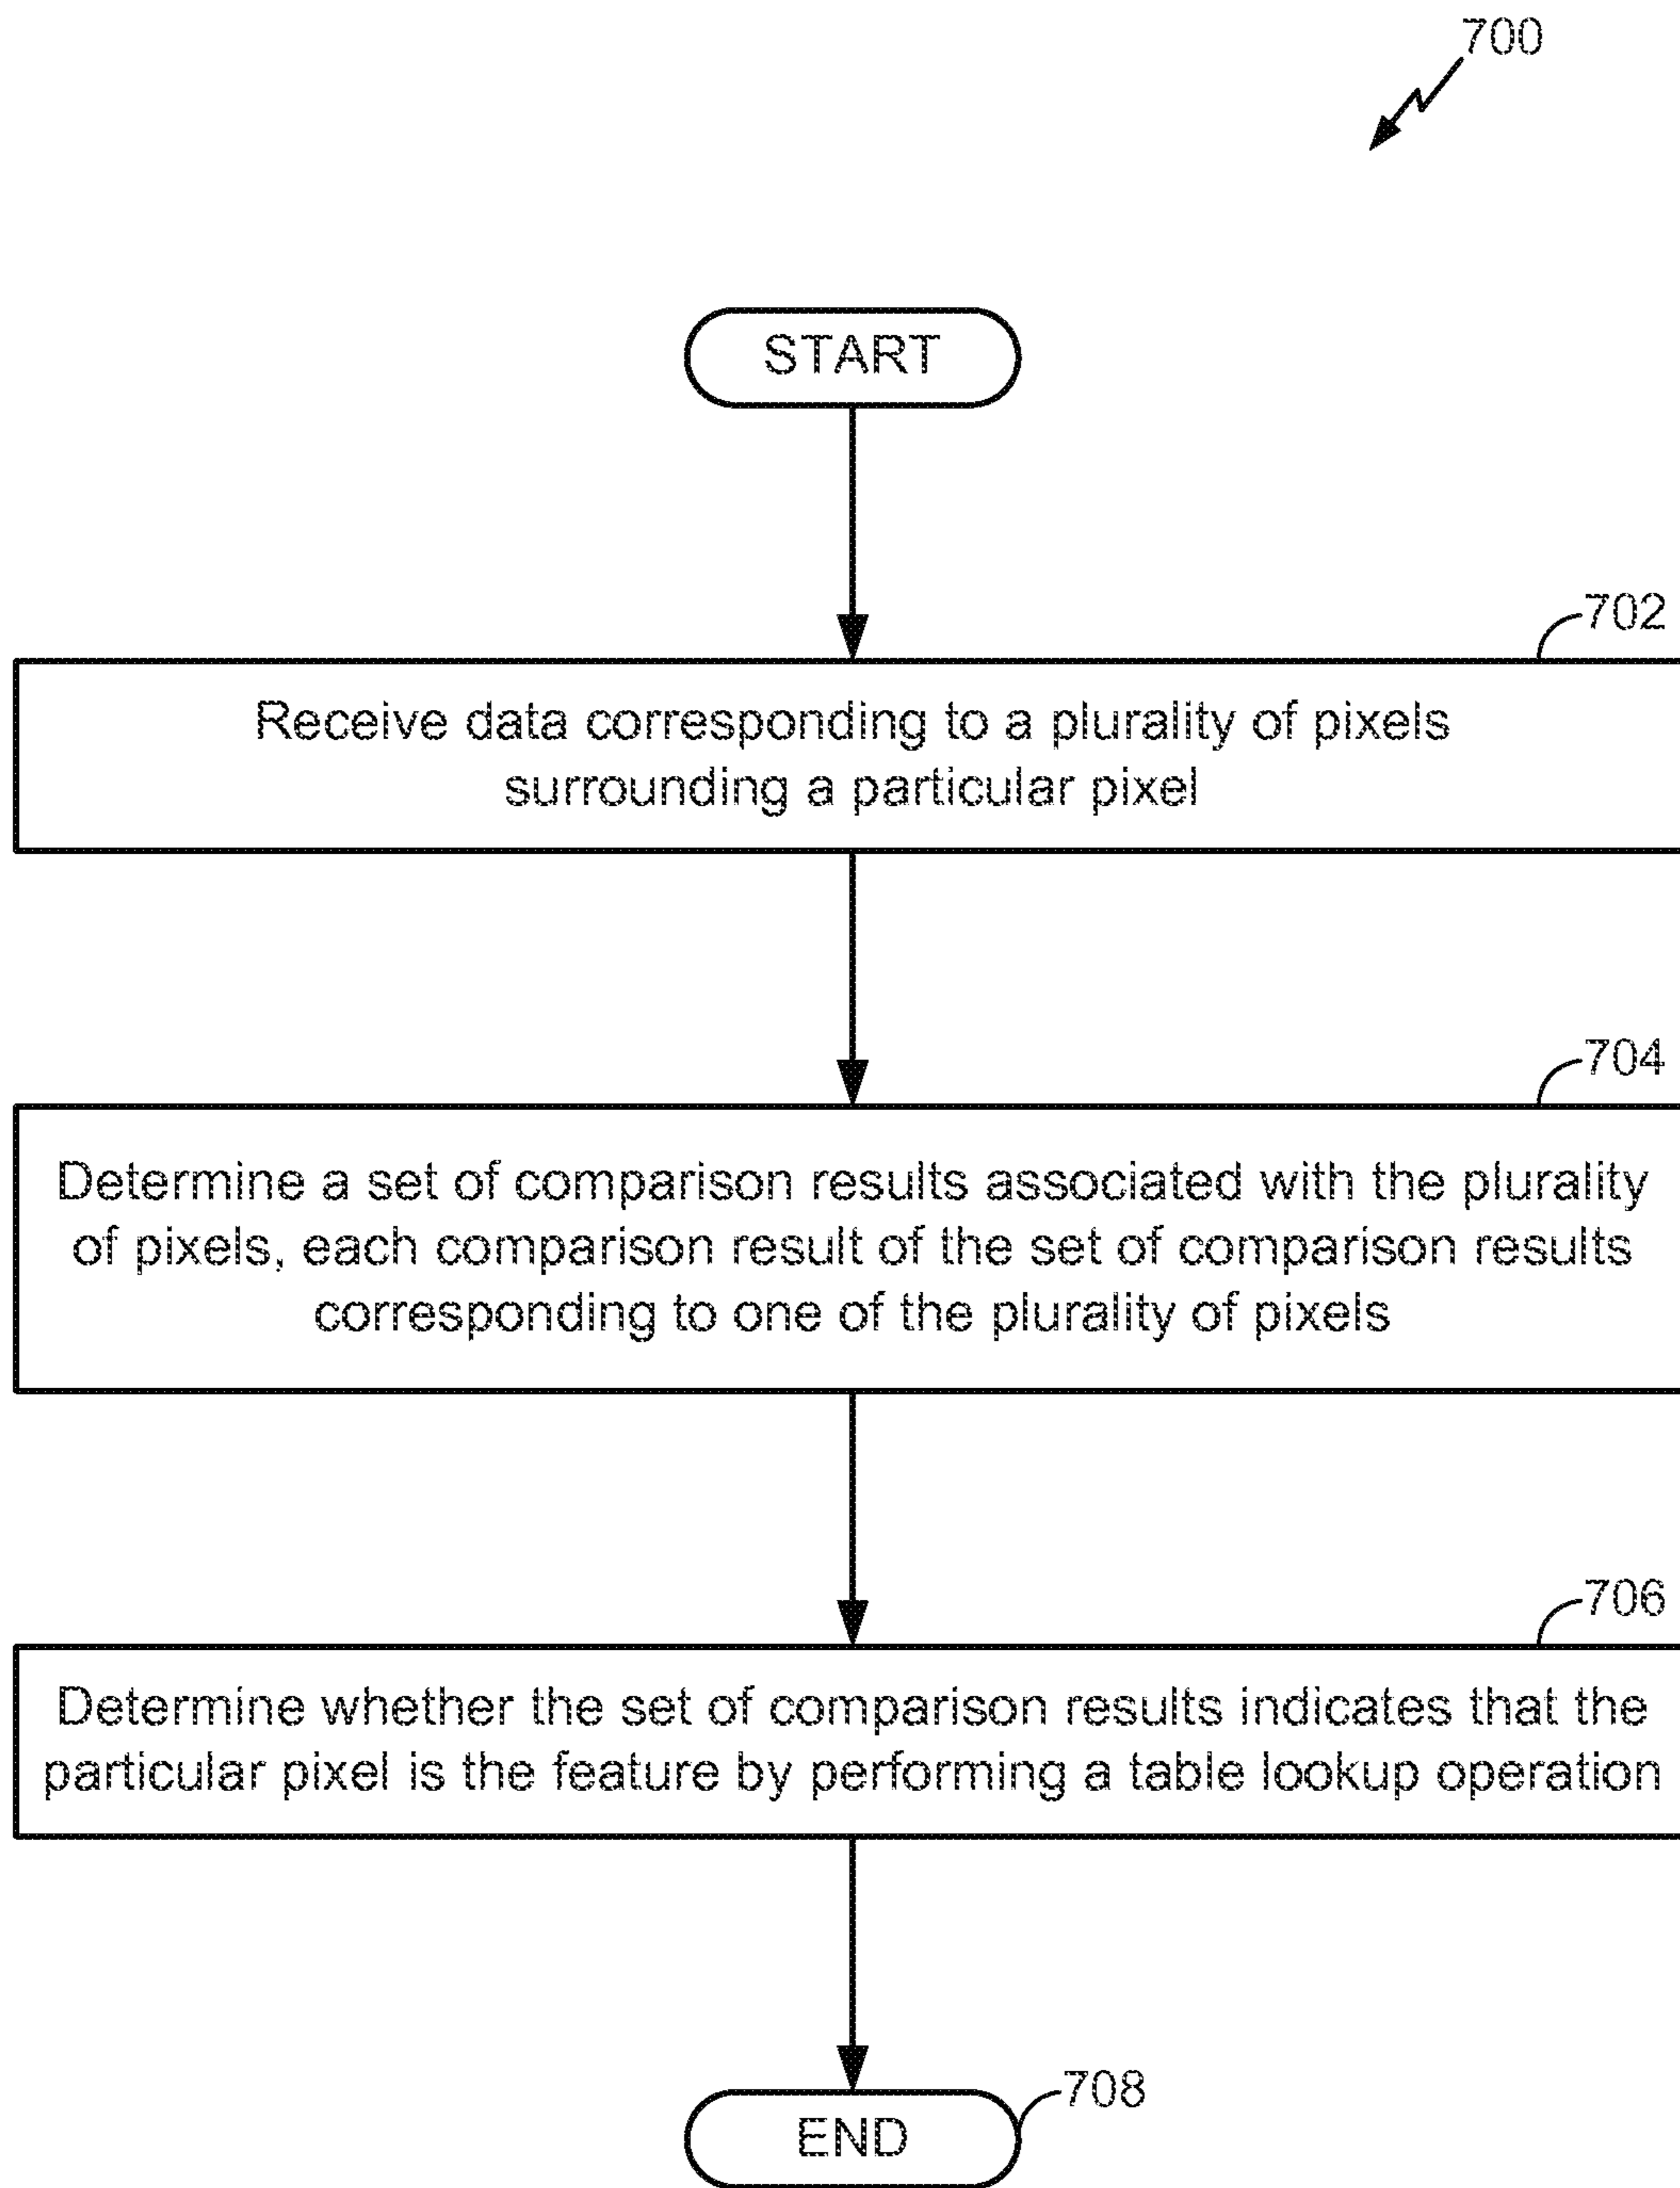 700
START
702
Receive data corresponding to a plurality of pixels
surrounding a particular pixel
704
Determine a set of comparison results associated with the plurality
of pixels, each comparison result of the set of comparison results
corresponding to one of the plurality of pixels
706
Determine whether the set of comparison results indicates that the
particular pixel is the feature by performing a table lookup operation
708
END